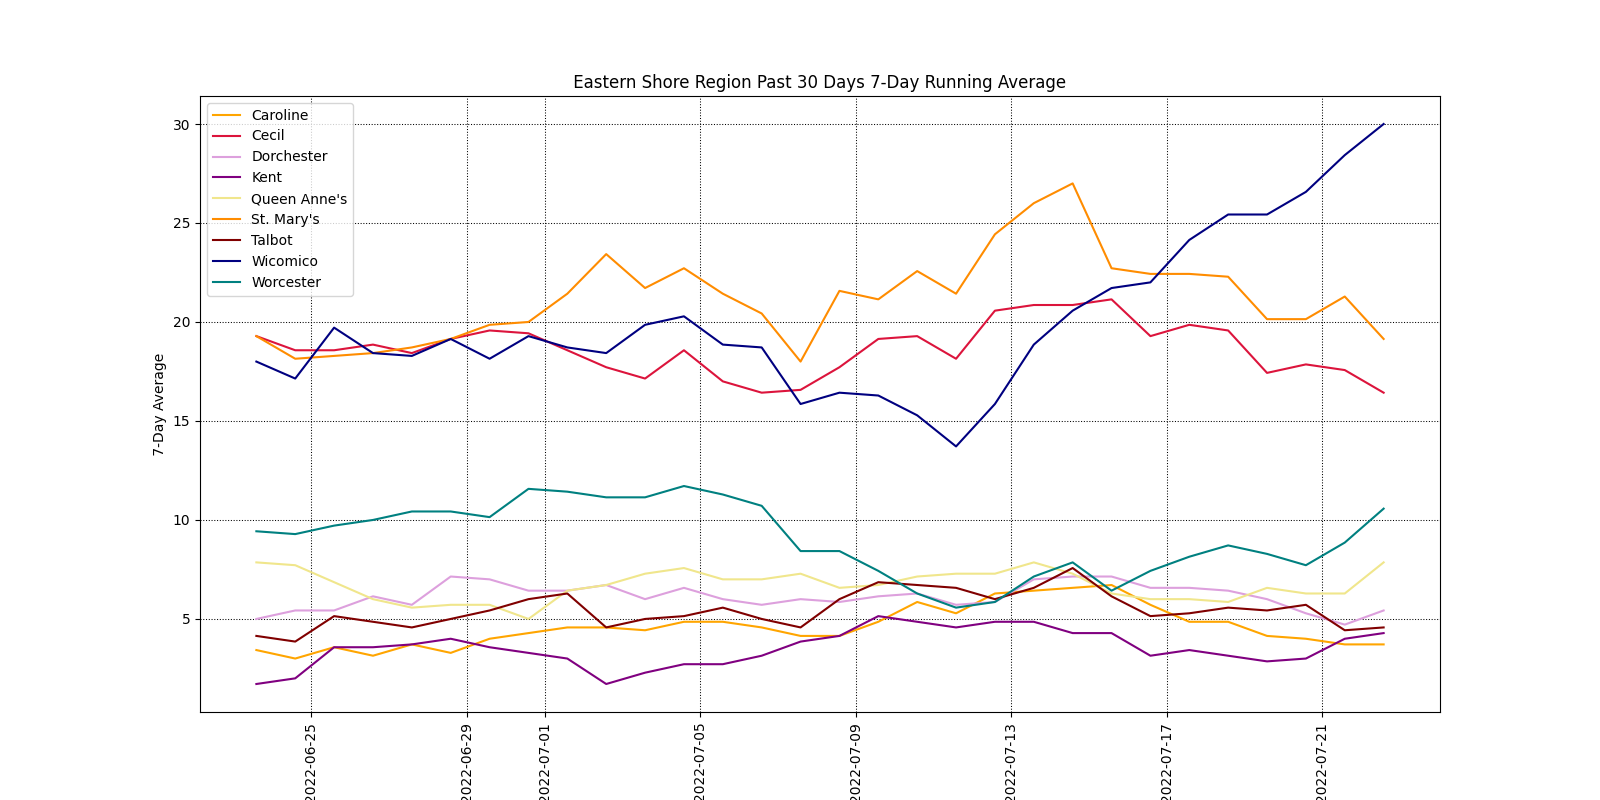 Eastern Shore Region Past 30 Days 7-Day Running Average
Caroline
Cecil
Dorchester
Kent
Queen Anne's
St. Mary's
Talbot
Wicomico
Worcester
30
25
20
15
10
5
7-Day Average
2022-06-25
2022-06-29
2022-07-01
2022-07-05
2022-07-09
2022-07-13
2022-07-17
2022-07-21